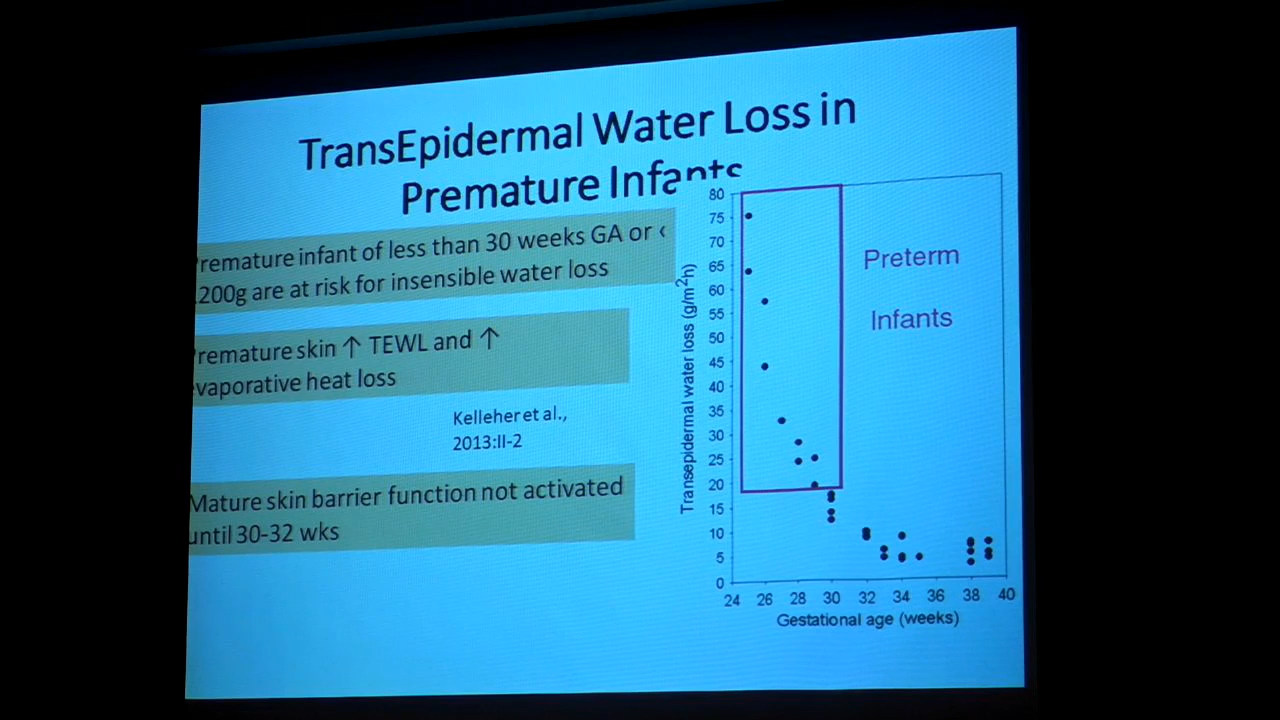 TransEpidermal Water Loss in
Premature Infants
remature infant of less than 30 weeks GA or <
200g are at risk for insensible water loss
remature skin ↑ TEWL and ↑
vaporative heat loss
Kelleher et al.,
2013:II-2
Mature skin barrier function not activated
until 30-32 wks
Transepidermal water loss (g/m²h)
80
75
70
65
60
55
50
45
40
35
30
25
20
15
10
5
0
Preterm
Infants
24 26 28 30 32 34 36 38 40
Gestational age (weeks)